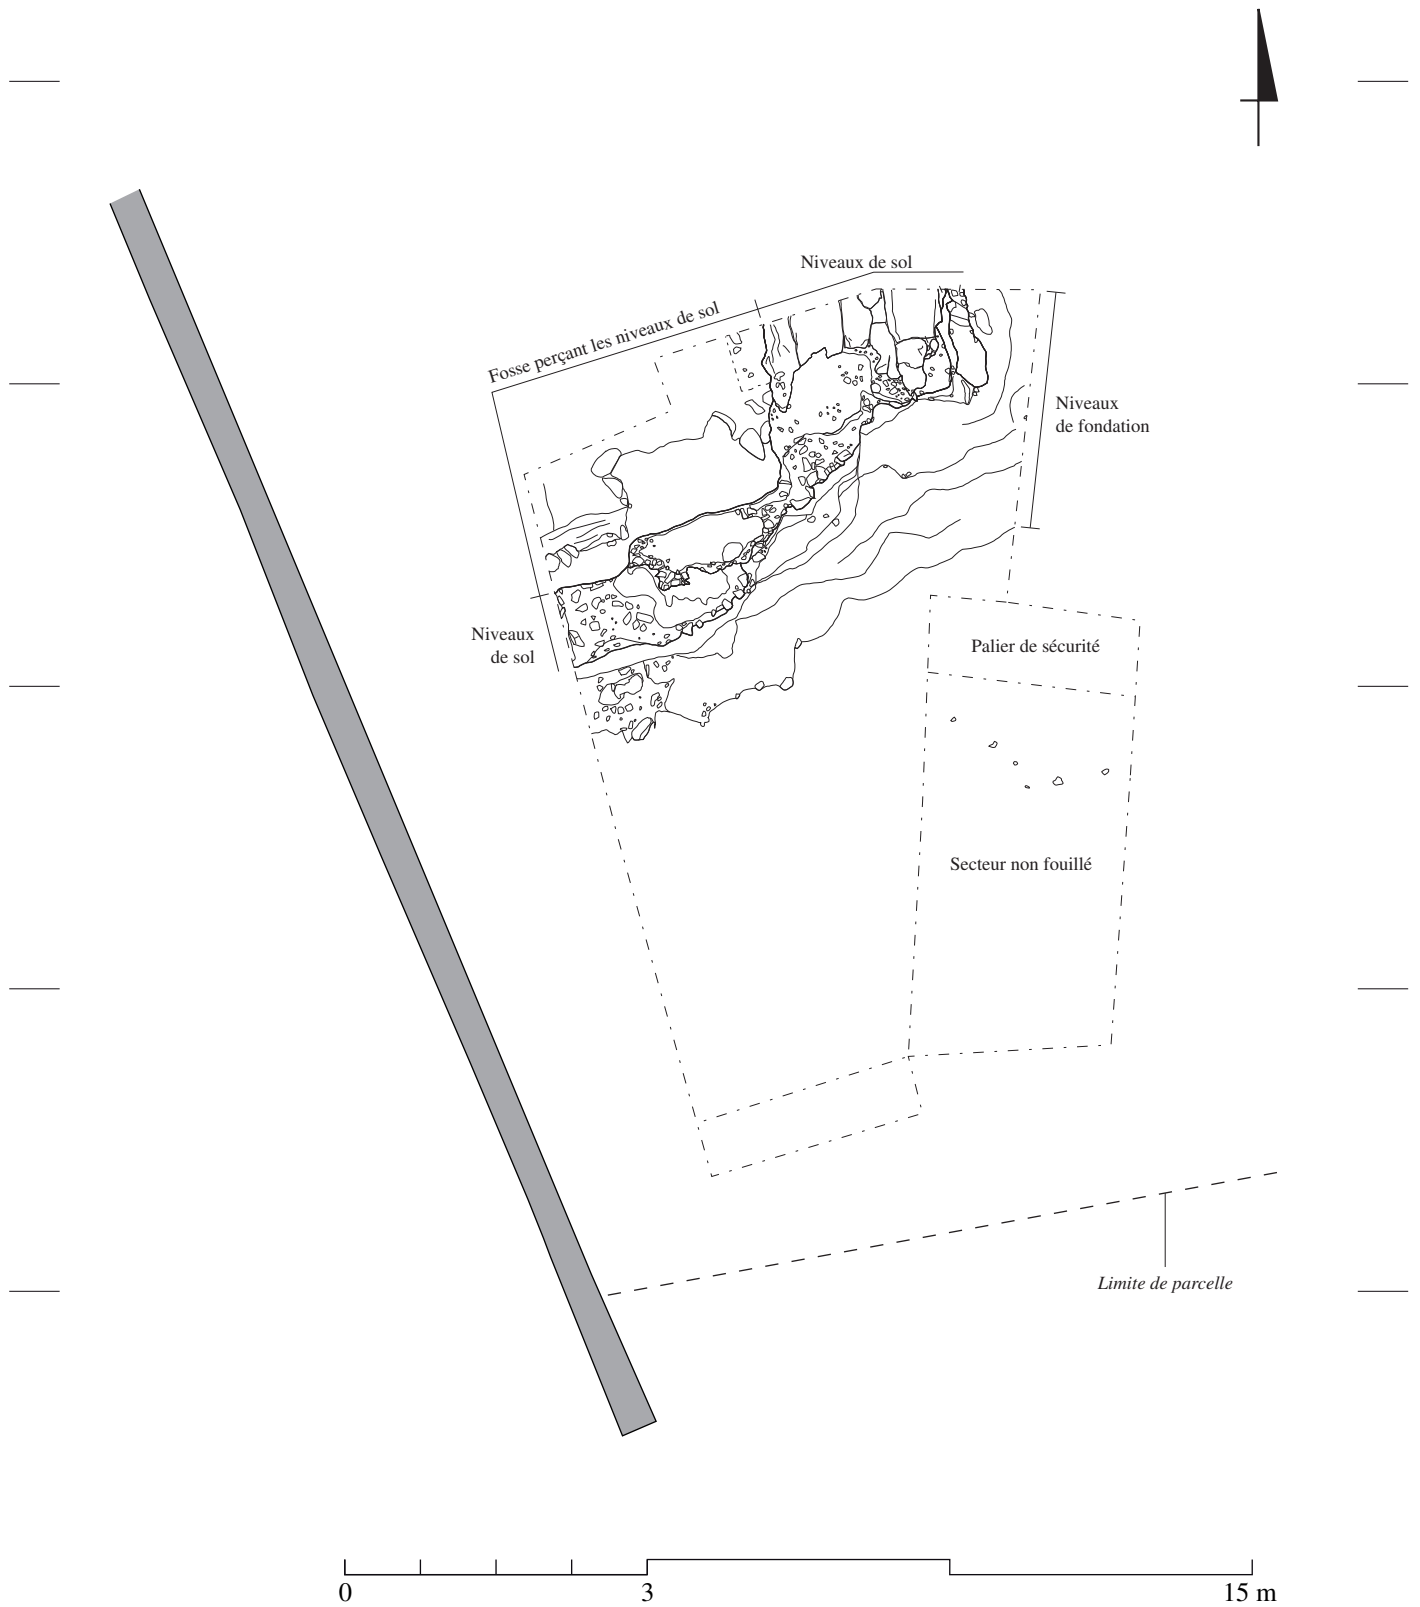 Niveaux de sol
Fosse perçant les niveaux de sol
Niveaux
de fondation
Niveaux
de sol
Palier de sécurité
Secteur non fouillé
Limite de parcelle
0 3 15 m